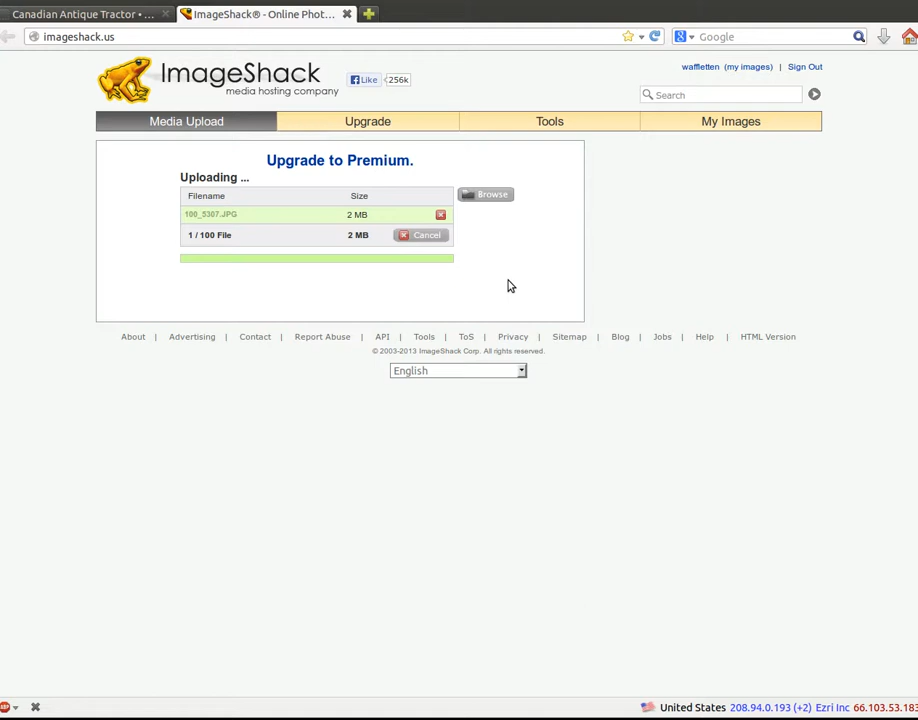 Canadian Antique Tractor • ...
ImageShack® - Online Phot...
imageshack.us
Google
ImageShack
media hosting company
Like
256k
waffletten (my images) | Sign Out
Search
Media Upload
Upgrade
Tools
My Images
Upgrade to Premium.
Uploading ...
Filename Size
Browse
100_5307.JPG 2 MB
1 / 100 File 2 MB Cancel
About | Advertising | Contact | Report Abuse | API | Tools | ToS | Privacy | Sitemap | Blog | Jobs | Help | HTML Version
© 2003-2013 ImageShack Corp. All rights reserved.
English
United States 208.94.0.193 (+2) Ezri Inc 66.103.53.183